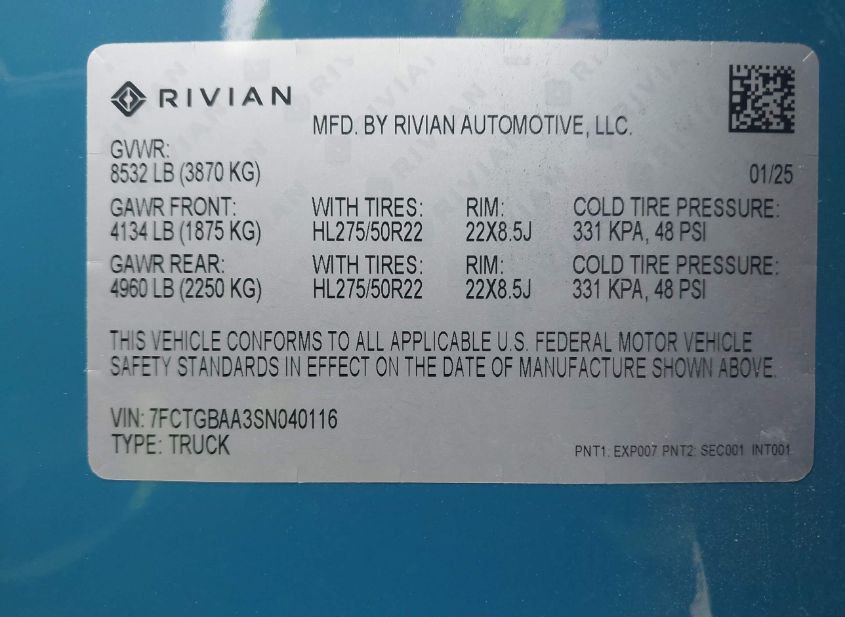 RIVIAN
MFD. BY RIVIAN AUTOMOTIVE, LLC.
GVWR:
8532 LB (3870 KG)
01/25
GAWR FRONT: WITH TIRES: RIM: COLD TIRE PRESSURE:
4134 LB (1875 KG) HL275/50R22 22X8.5J 331 KPA, 48 PSI
GAWR REAR: WITH TIRES: RIM: COLD TIRE PRESSURE:
4960 LB (2250 KG) HL275/50R22 22X8.5J 331 KPA, 48 PSI
THIS VEHICLE CONFORMS TO ALL APPLICABLE U.S. FEDERAL MOTOR VEHICLE
SAFETY STANDARDS IN EFFECT ON THE DATE OF MANUFACTURE SHOWN ABOVE.
VIN: 7FCTGBAA3SN040116
TYPE: TRUCK
PNT1: EXP007 PNT2: SEC001 INT001